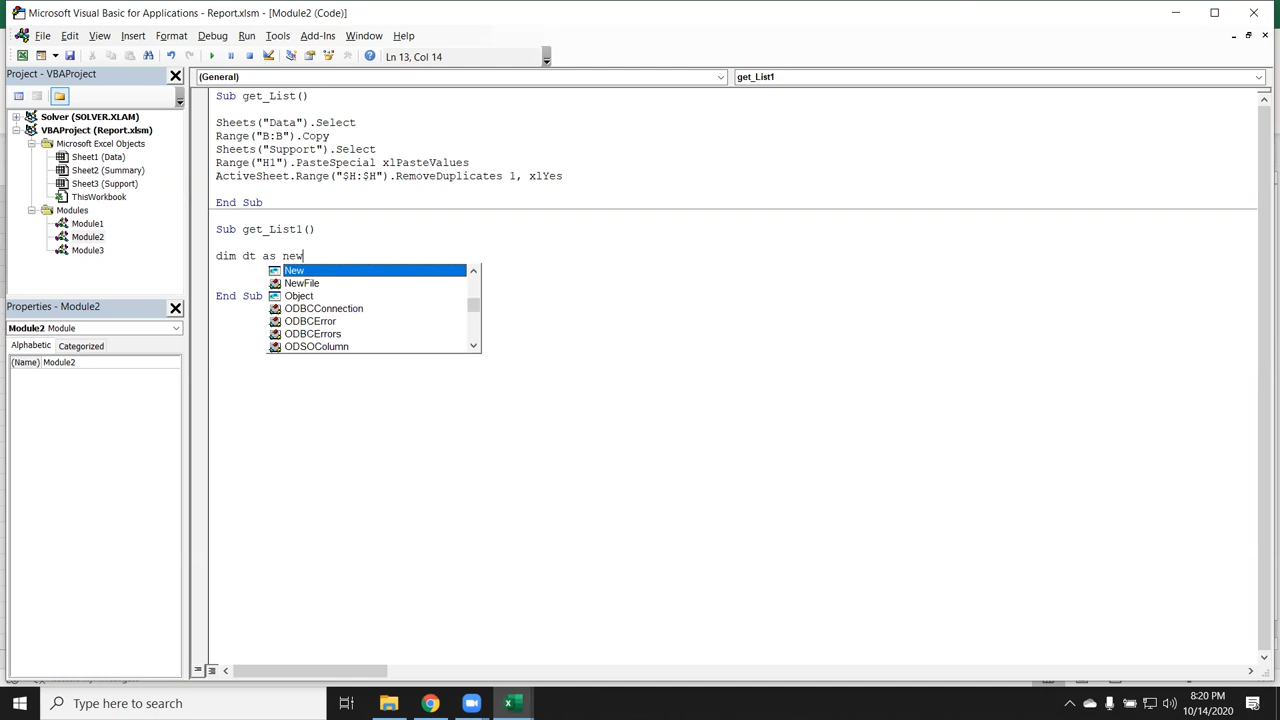 Microsoft Visual Basic for Applications - Report.xlsm - [Module2 (Code)]
File Edit View Insert Format Debug Run Tools Add-Ins Window Help
Ln 13, Col 14
Project - VBAProject
(General)
get_List1
Solver (SOLVER.XLAM)
VBAProject (Report.xlsm)
Microsoft Excel Objects
Sheet1 (Data)
Sheet2 (Summary)
Sheet3 (Support)
ThisWorkbook
Modules
Module1
Module2
Module3
Properties - Module2
Module2 Module
Alphabetic Categorized
(Name) Module2
Sub get_List()
Sheets("Data").Select
Range("B:B").Copy
Sheets("Support").Select
Range("H1").PasteSpecial xlPasteValues
ActiveSheet.Range("$H:$H").RemoveDuplicates 1, xlYes
End Sub
Sub get_List1()
dim dt as new
New
NewFile
Object
ODBCConnection
ODBCError
ODBCErrors
ODSOColumn
End Sub
Type here to search
8:20 PM
10/14/2020